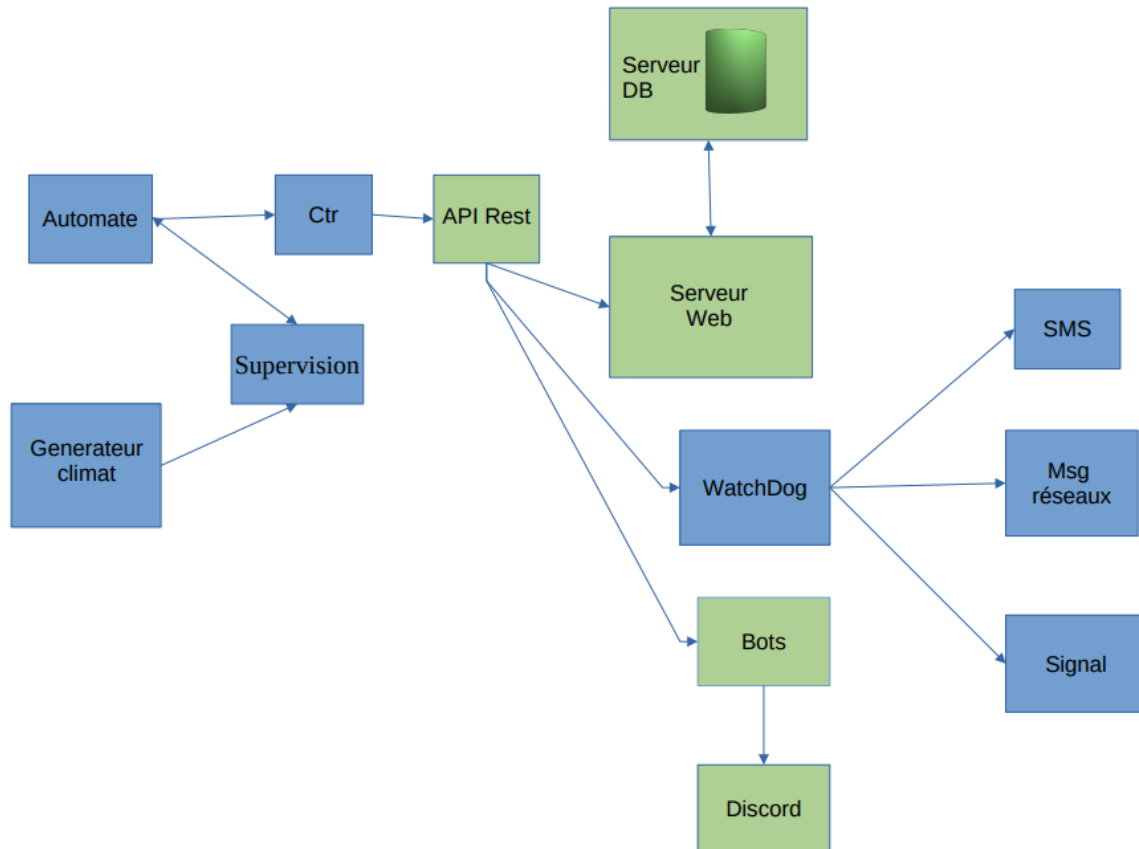 Serveur
DB
Automate
Ctr
API Rest
Serveur
Web
SMS
Supervision
Generateur
climat
WatchDog
Msg
réseaux
Bots
Signal
Discord